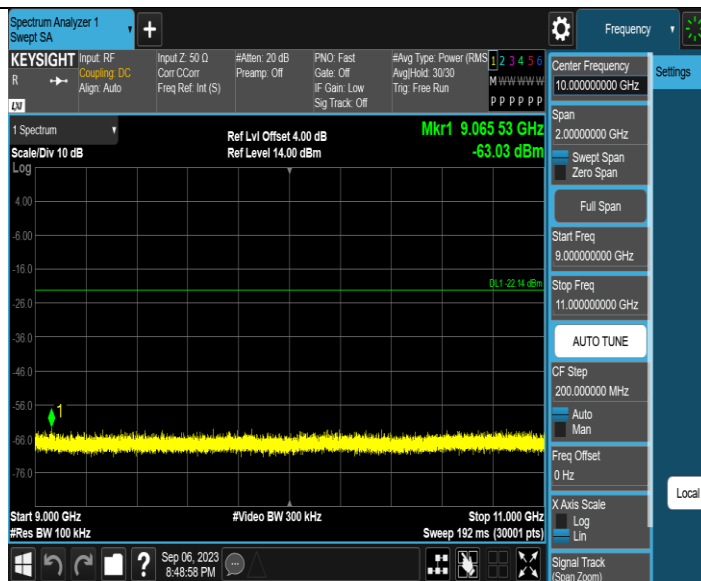 Spectrum Analyzer 1
Swept SA
+
Frequency
KEYSIGHT
R
LXI
Input: RF
Coupling: DC
Align: Auto
Input Z: 50 Ω
Corr CCorr
Freq Ref: Int (S)
#Atten: 20 dB
Preamp: Off
PNO: Fast
Gate: Off
IF Gain: Low
Sig Track: Off
#Avg Type: Power (RMS
Avg|Hold: 30/30
Trig: Free Run
1 2 3 4 5 6
M W W W W W
P P P P P P
1 Spectrum
Scale/Div 10 dB
Log
Ref Lvl Offset 4.00 dB
Ref Level 14.00 dBm
Mkr1 9.065 53 GHz
-63.03 dBm
4.00
-6.00
-16.0
-26.0
-36.0
-46.0
-56.0
-66.0
-76.0
DL1 -22.14 dBm
1
Start 9.000 GHz
#Res BW 100 kHz
#Video BW 300 kHz
Stop 11.000 GHz
Sweep 192 ms (30001 pts)
?
Sep 06, 2023
8:48:58 PM
Center Frequency
10.000000000 GHz
Settings
Span
2.00000000 GHz
Swept Span
Zero Span
Full Span
Start Freq
9.000000000 GHz
Stop Freq
11.000000000 GHz
AUTO TUNE
CF Step
200.000000 MHz
Auto
Man
Freq Offset
0 Hz
Local
X Axis Scale
Log
Lin
Signal Track
(Span Zoom)